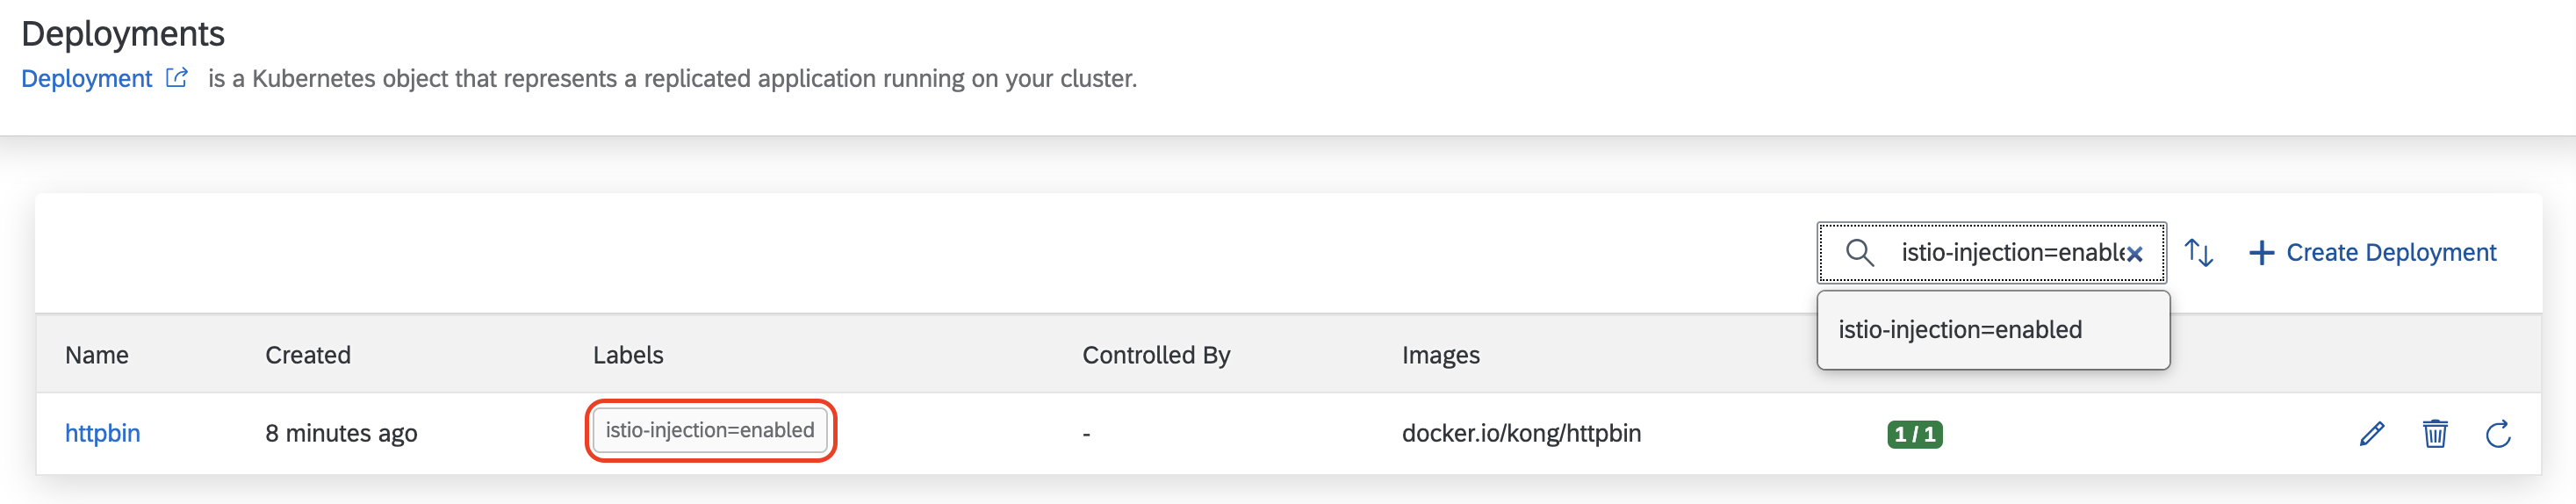 Deployments
Deployment is a Kubernetes object that represents a replicated application running on your cluster.
istio-injection=enable
Create Deployment
istio-injection=enabled
Name Created Labels Controlled By Images
httpbin 8 minutes ago istio-injection=enabled - docker.io/kong/httpbin 1 / 1